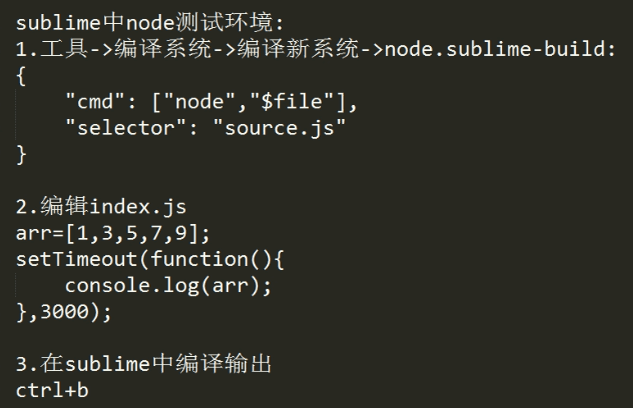 sublime中node测试环境:
1.工具->编译系统->编译新系统->node.sublime-build:
{
    "cmd": ["node","$file"],
    "selector": "source.js"
}

2.编辑index.js
arr=[1,3,5,7,9];
setTimeout(function(){
    console.log(arr);
},3000);

3.在sublime中编译输出
ctrl+b